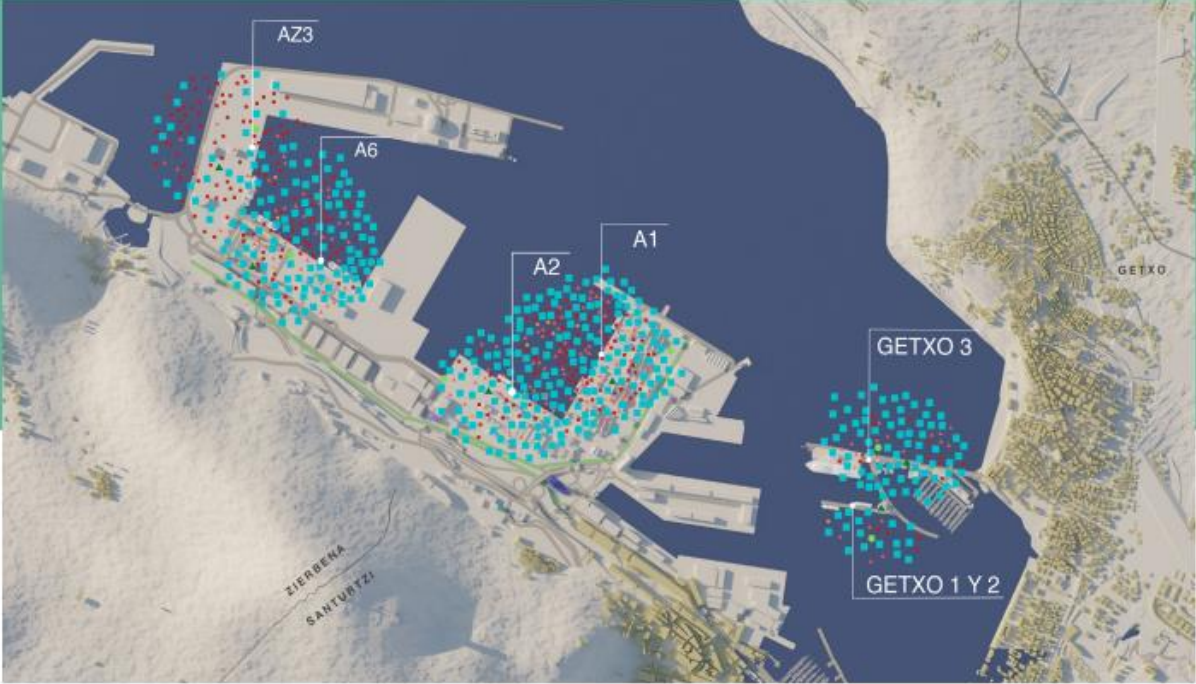 AZ3
A6
A1
A2
GETXO
GETXO 3
GETXO 1 Y 2
ZIERBENA
SANTURTZI